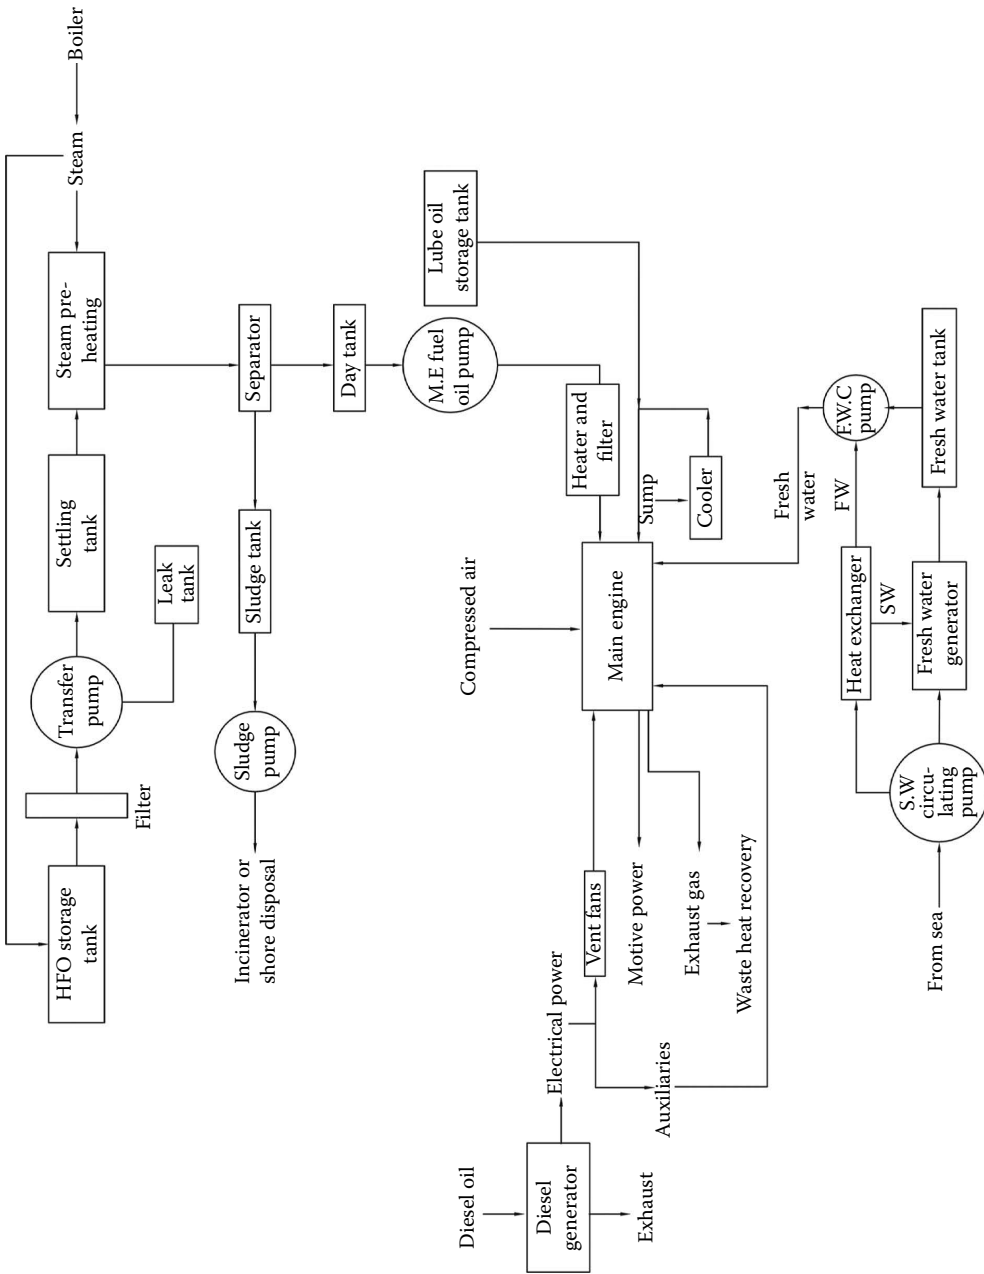 Boiler
Steam
Steam pre-
heating
Settling
tank
Leak
tank
Transfer
pump
Filter
HFO storage
tank
Separator
Sludge tank
Sludge
pump
Incinerator or
shore disposal
Day tank
M.E fuel
oil pump
Lube oil
storage tank
Heater and
filter
Sump
Cooler
Compressed air
Main engine
Vent fans
Motive power
Exhaust gas
Waste heat recovery
Electrical power
Auxiliaries
Diesel oil
Diesel
generator
Exhaust
Fresh
water
FW
F.W.C
pump
Fresh water tank
Heat exchanger
SW
Fresh water
generator
S.W
circu-
lating
pump
From sea